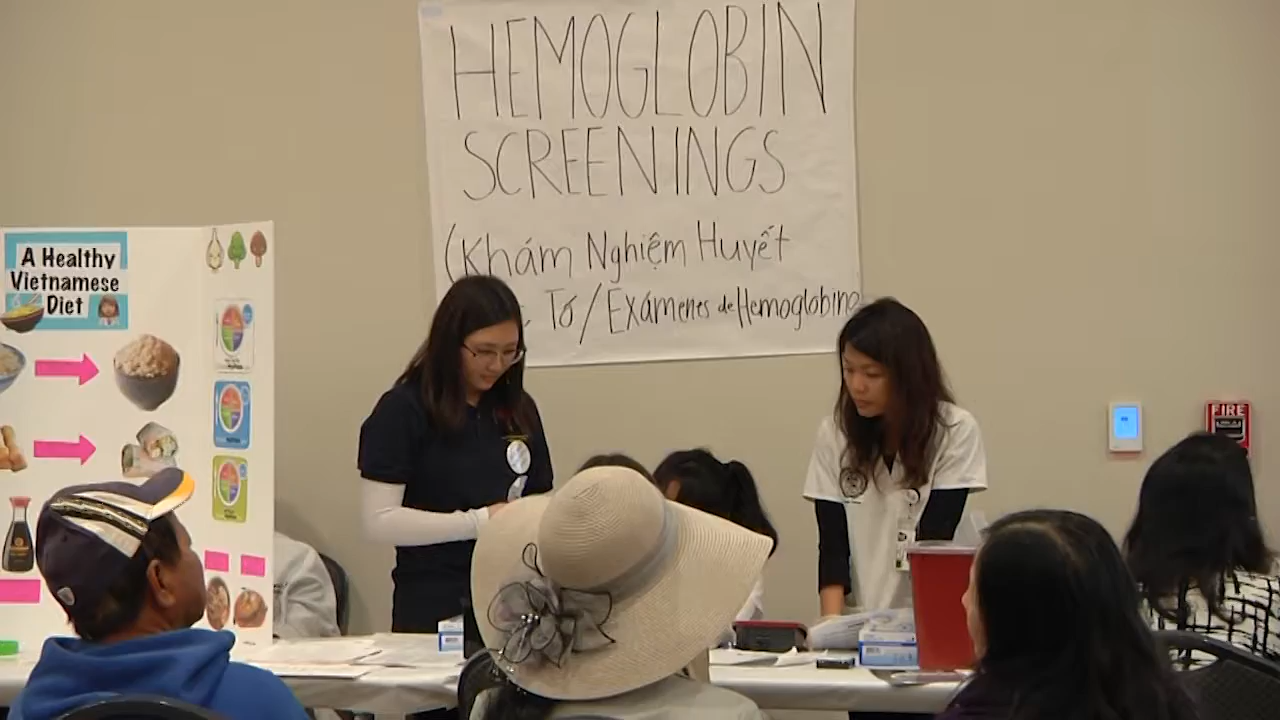 HEMOGLOBIN
SCREENINGS
(Khám Nghiệm Huyết
Tố/Exámenes de Hemoglobina
A Healthy
Vietnamese
Diet
FIRE